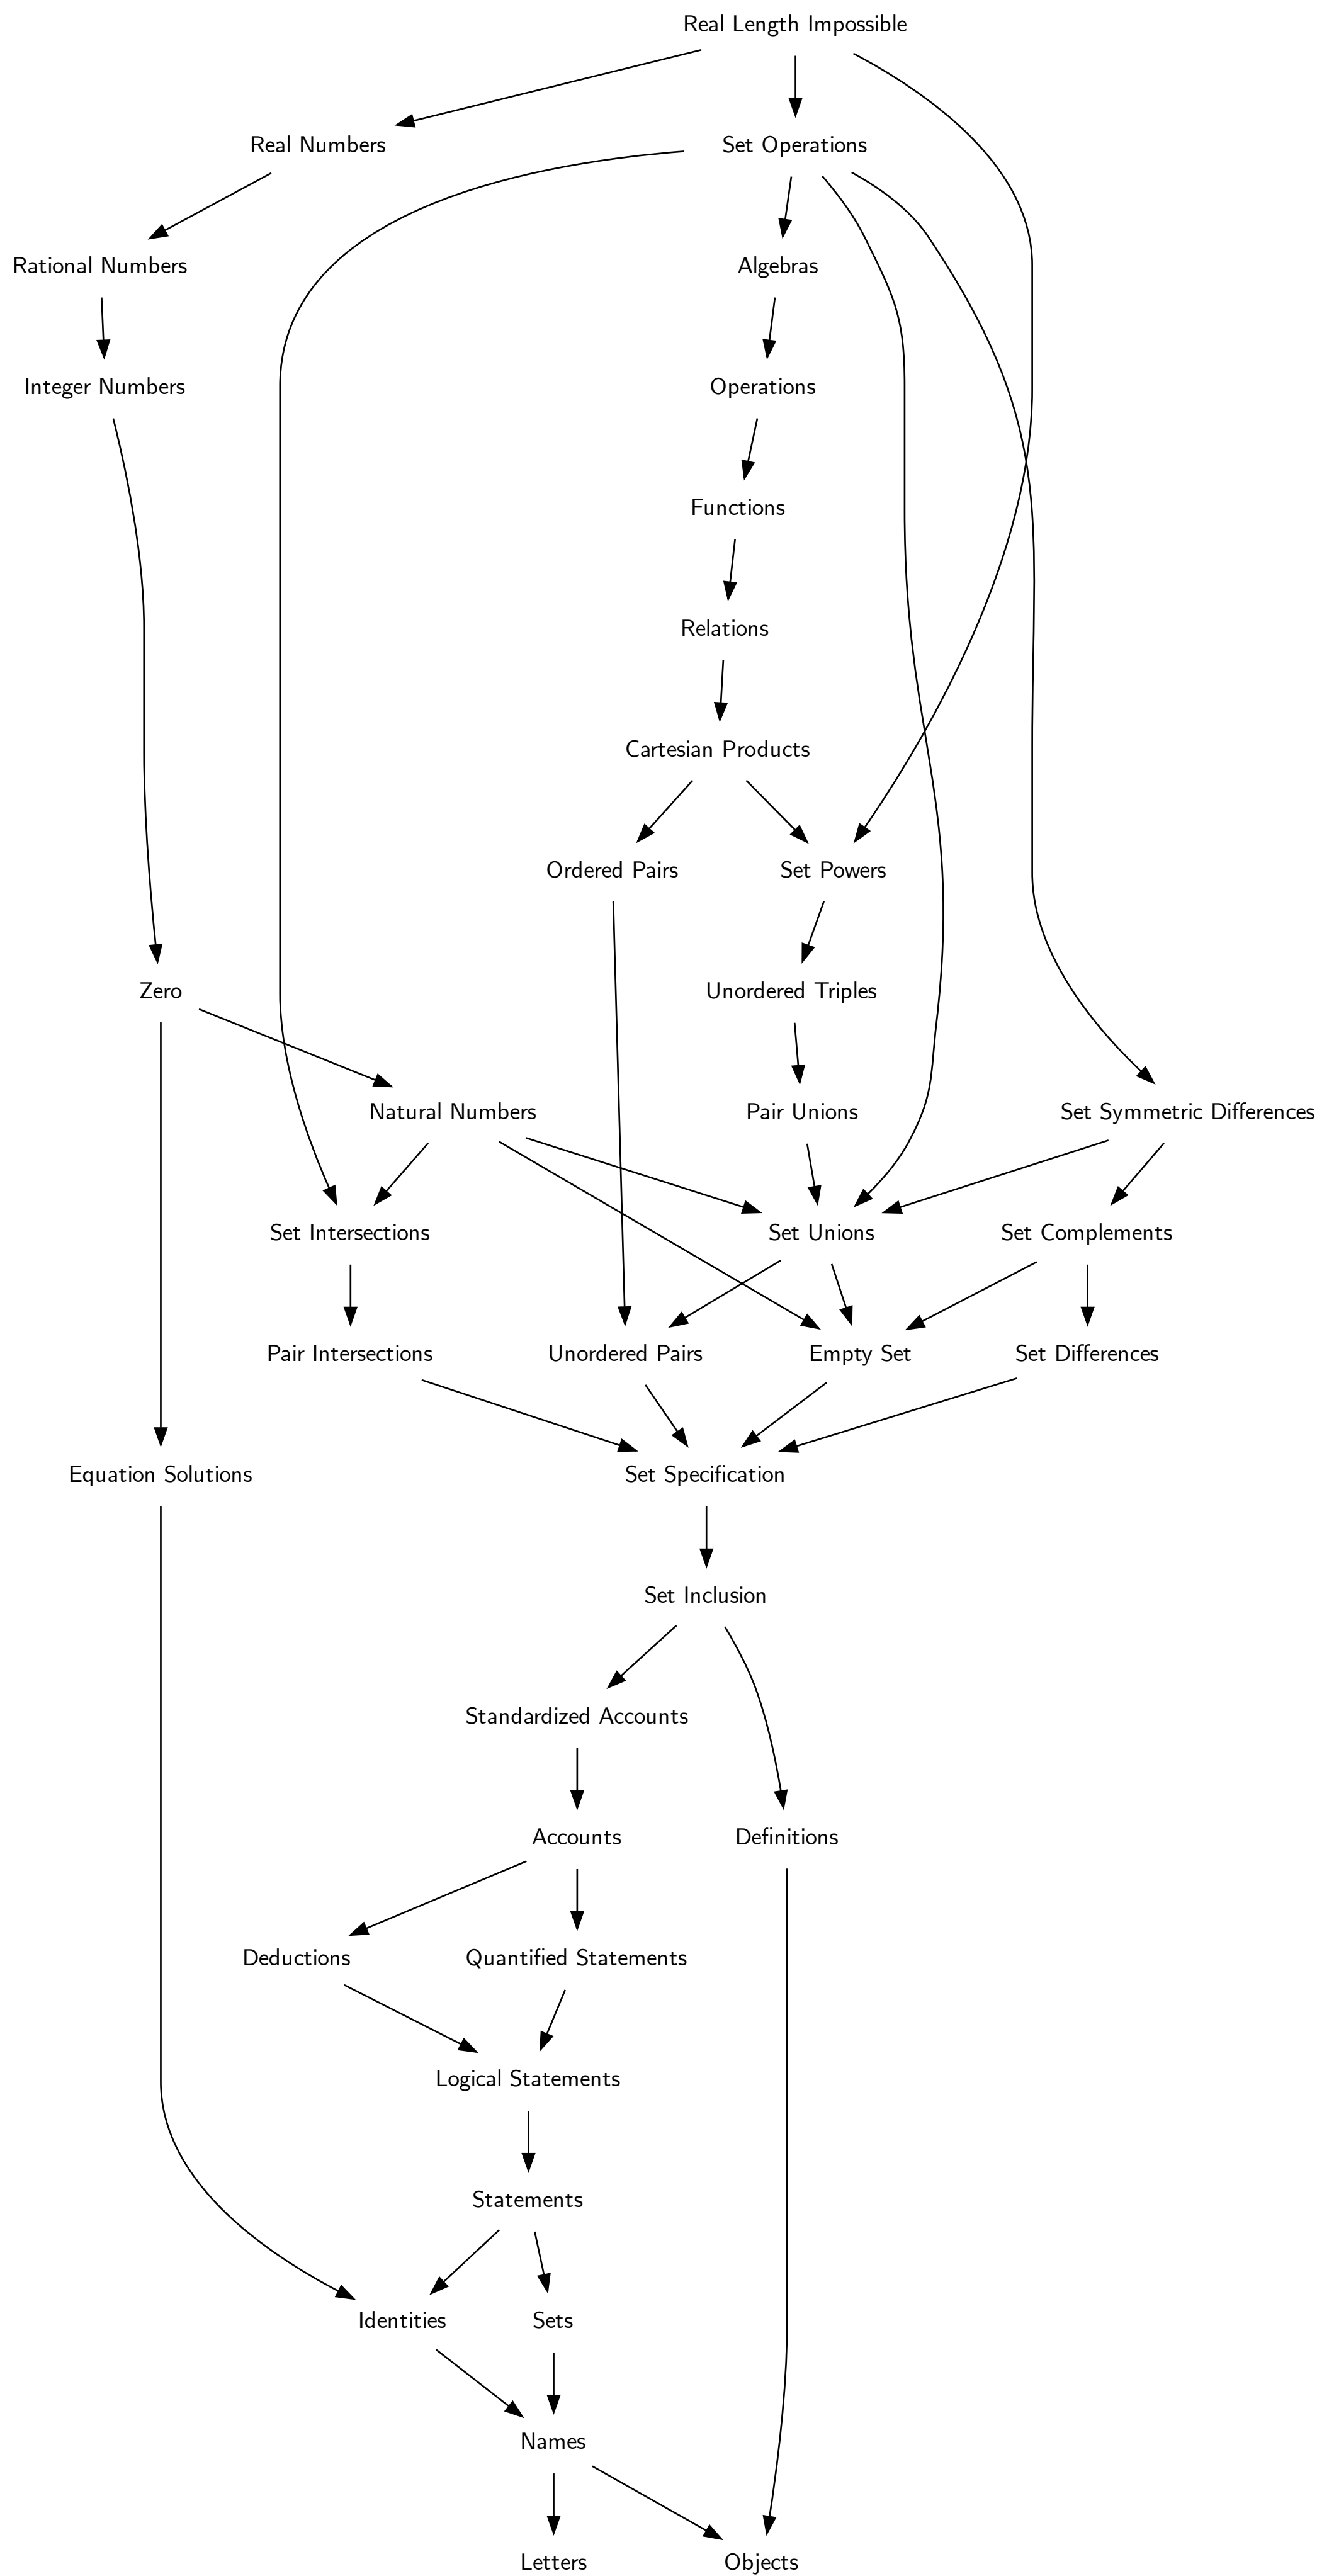 Real Length Impossible
Real Numbers
Set Operations
Rational Numbers
Algebras
Integer Numbers
Operations
Functions
Relations
Cartesian Products
Ordered Pairs
Set Powers
Zero
Unordered Triples
Natural Numbers
Pair Unions
Set Symmetric Differences
Set Intersections
Set Unions
Set Complements
Pair Intersections
Unordered Pairs
Empty Set
Set Differences
Equation Solutions
Set Specification
Set Inclusion
Standardized Accounts
Accounts
Definitions
Deductions
Quantified Statements
Logical Statements
Statements
Identities
Sets
Names
Letters
Objects